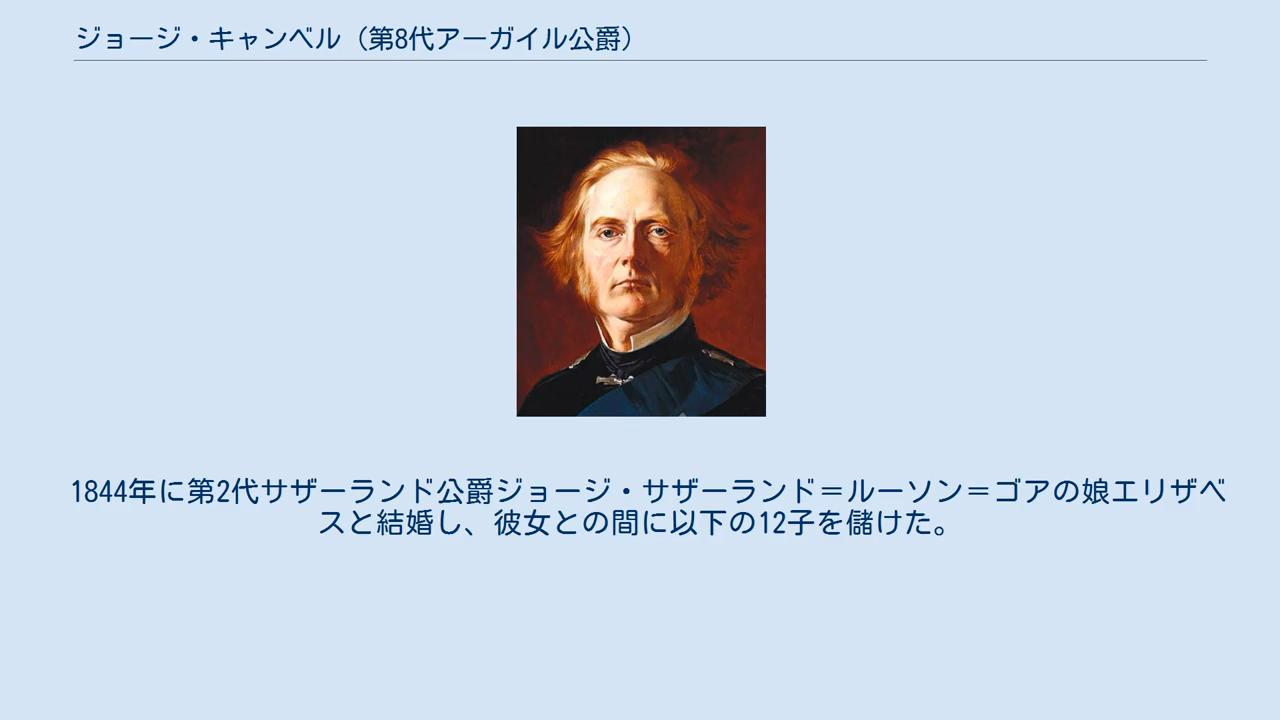 ジョージ・キャンベル（第8代アーガイル公爵）
1844年に第2代サザーランド公爵ジョージ・サザーランド＝ルーソン＝ゴアの娘エリザベ
スと結婚し、彼女との間に以下の12子を儲けた。